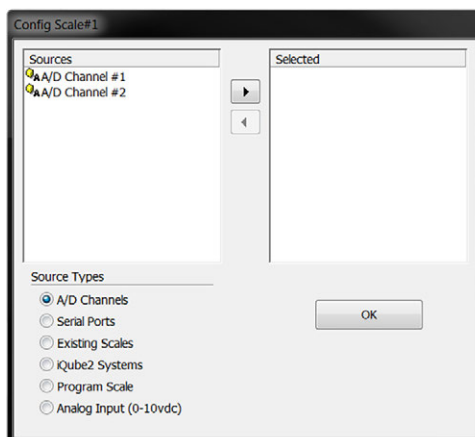 Config Scale#1
Sources
A/D Channel #1
A/D Channel #2
Selected
Source Types
A/D Channels
Serial Ports
Existing Scales
iQube2 Systems
Program Scale
Analog Input (0-10vdc)
OK